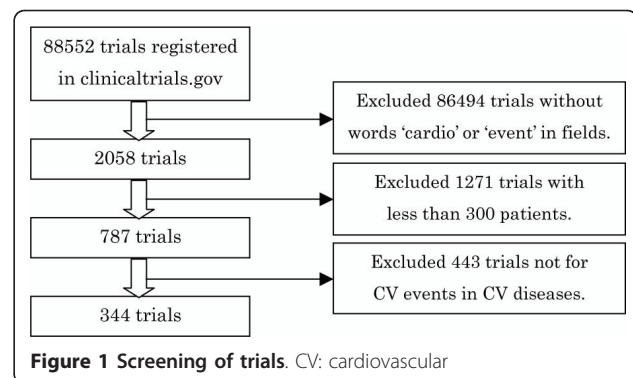 88552 trials registered
in clinicaltrials.gov
Excluded 86494 trials without
words ‘cardio’ or ‘event’ in fields.
2058 trials
Excluded 1271 trials with
less than 300 patients.
787 trials
Excluded 443 trials not for
CV events in CV diseases.
344 trials
Figure 1 Screening of trials. CV: cardiovascular